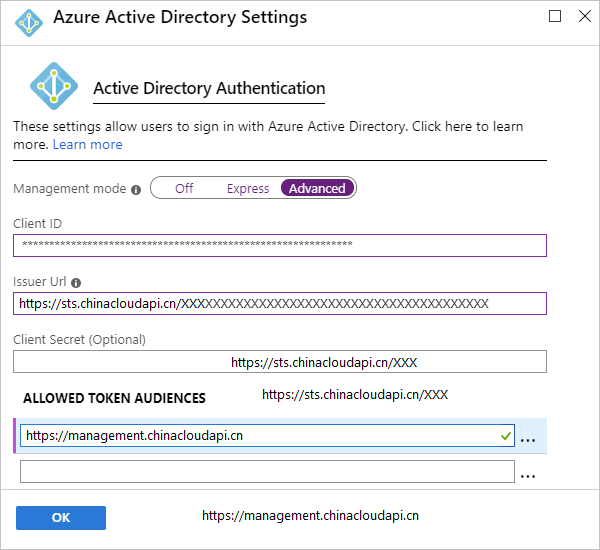 Azure Active Directory Settings
Active Directory Authentication
These settings allow users to sign in with Azure Active Directory. Click here to learn
more. Learn more
Management mode Off Express Advanced
Client ID
**************************************************************
Issuer Url
https://sts.chinacloudapi.cn/XXXXXXXXXXXXXXXXXXXXXXXXXXXXXXXXXXXXXXXX
Client Secret (Optional)
https://sts.chinacloudapi.cn/XXX
ALLOWED TOKEN AUDIENCES https://sts.chinacloudapi.cn/XXX
https://management.chinacloudapi.cn ...
...
OK https://management.chinacloudapi.cn